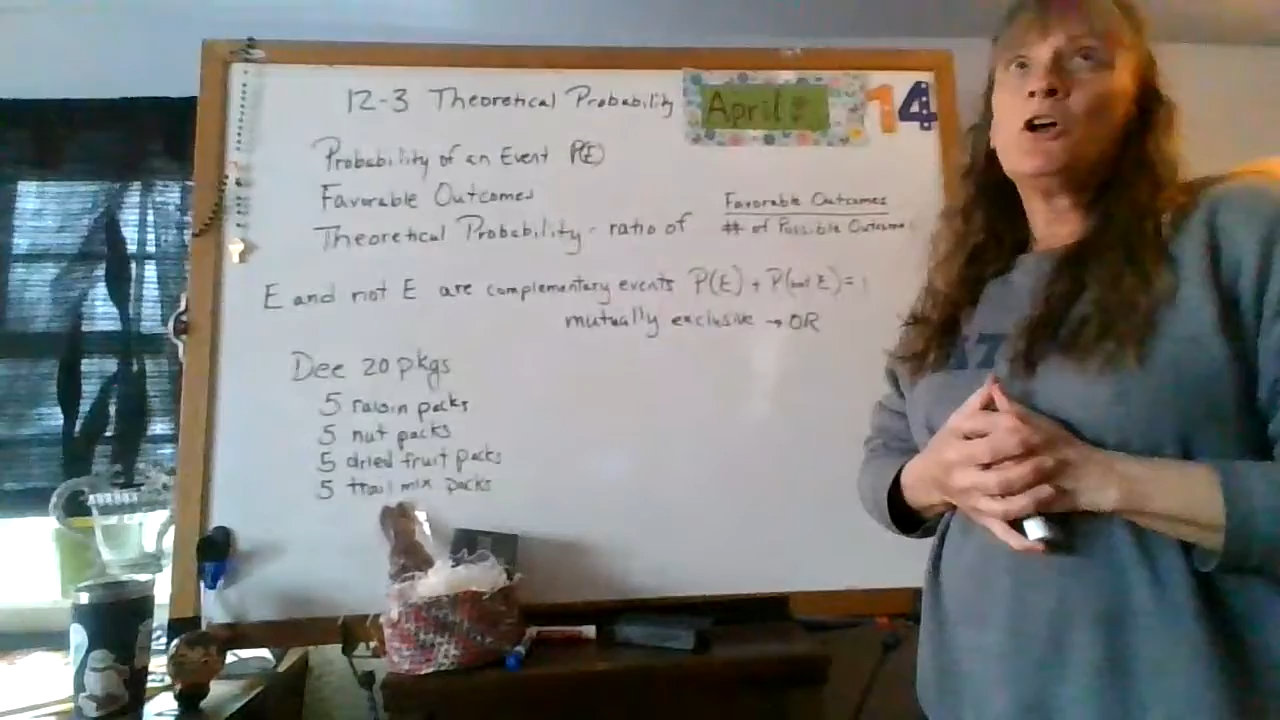 12-3 Theoretical Probability
April:
14
Probability of an Event P(E)
Favorable Outcomes
Theoretical Probability - ratio of
Favorable Outcomes
# of Possible Outcome
E and not E are complementary events P(E) + P(not E) = 1
mutually exclusive → OR
Dee 20 pkgs
5 raisin packs
5 nut packs
5 dried fruit packs
5 trail mix packs